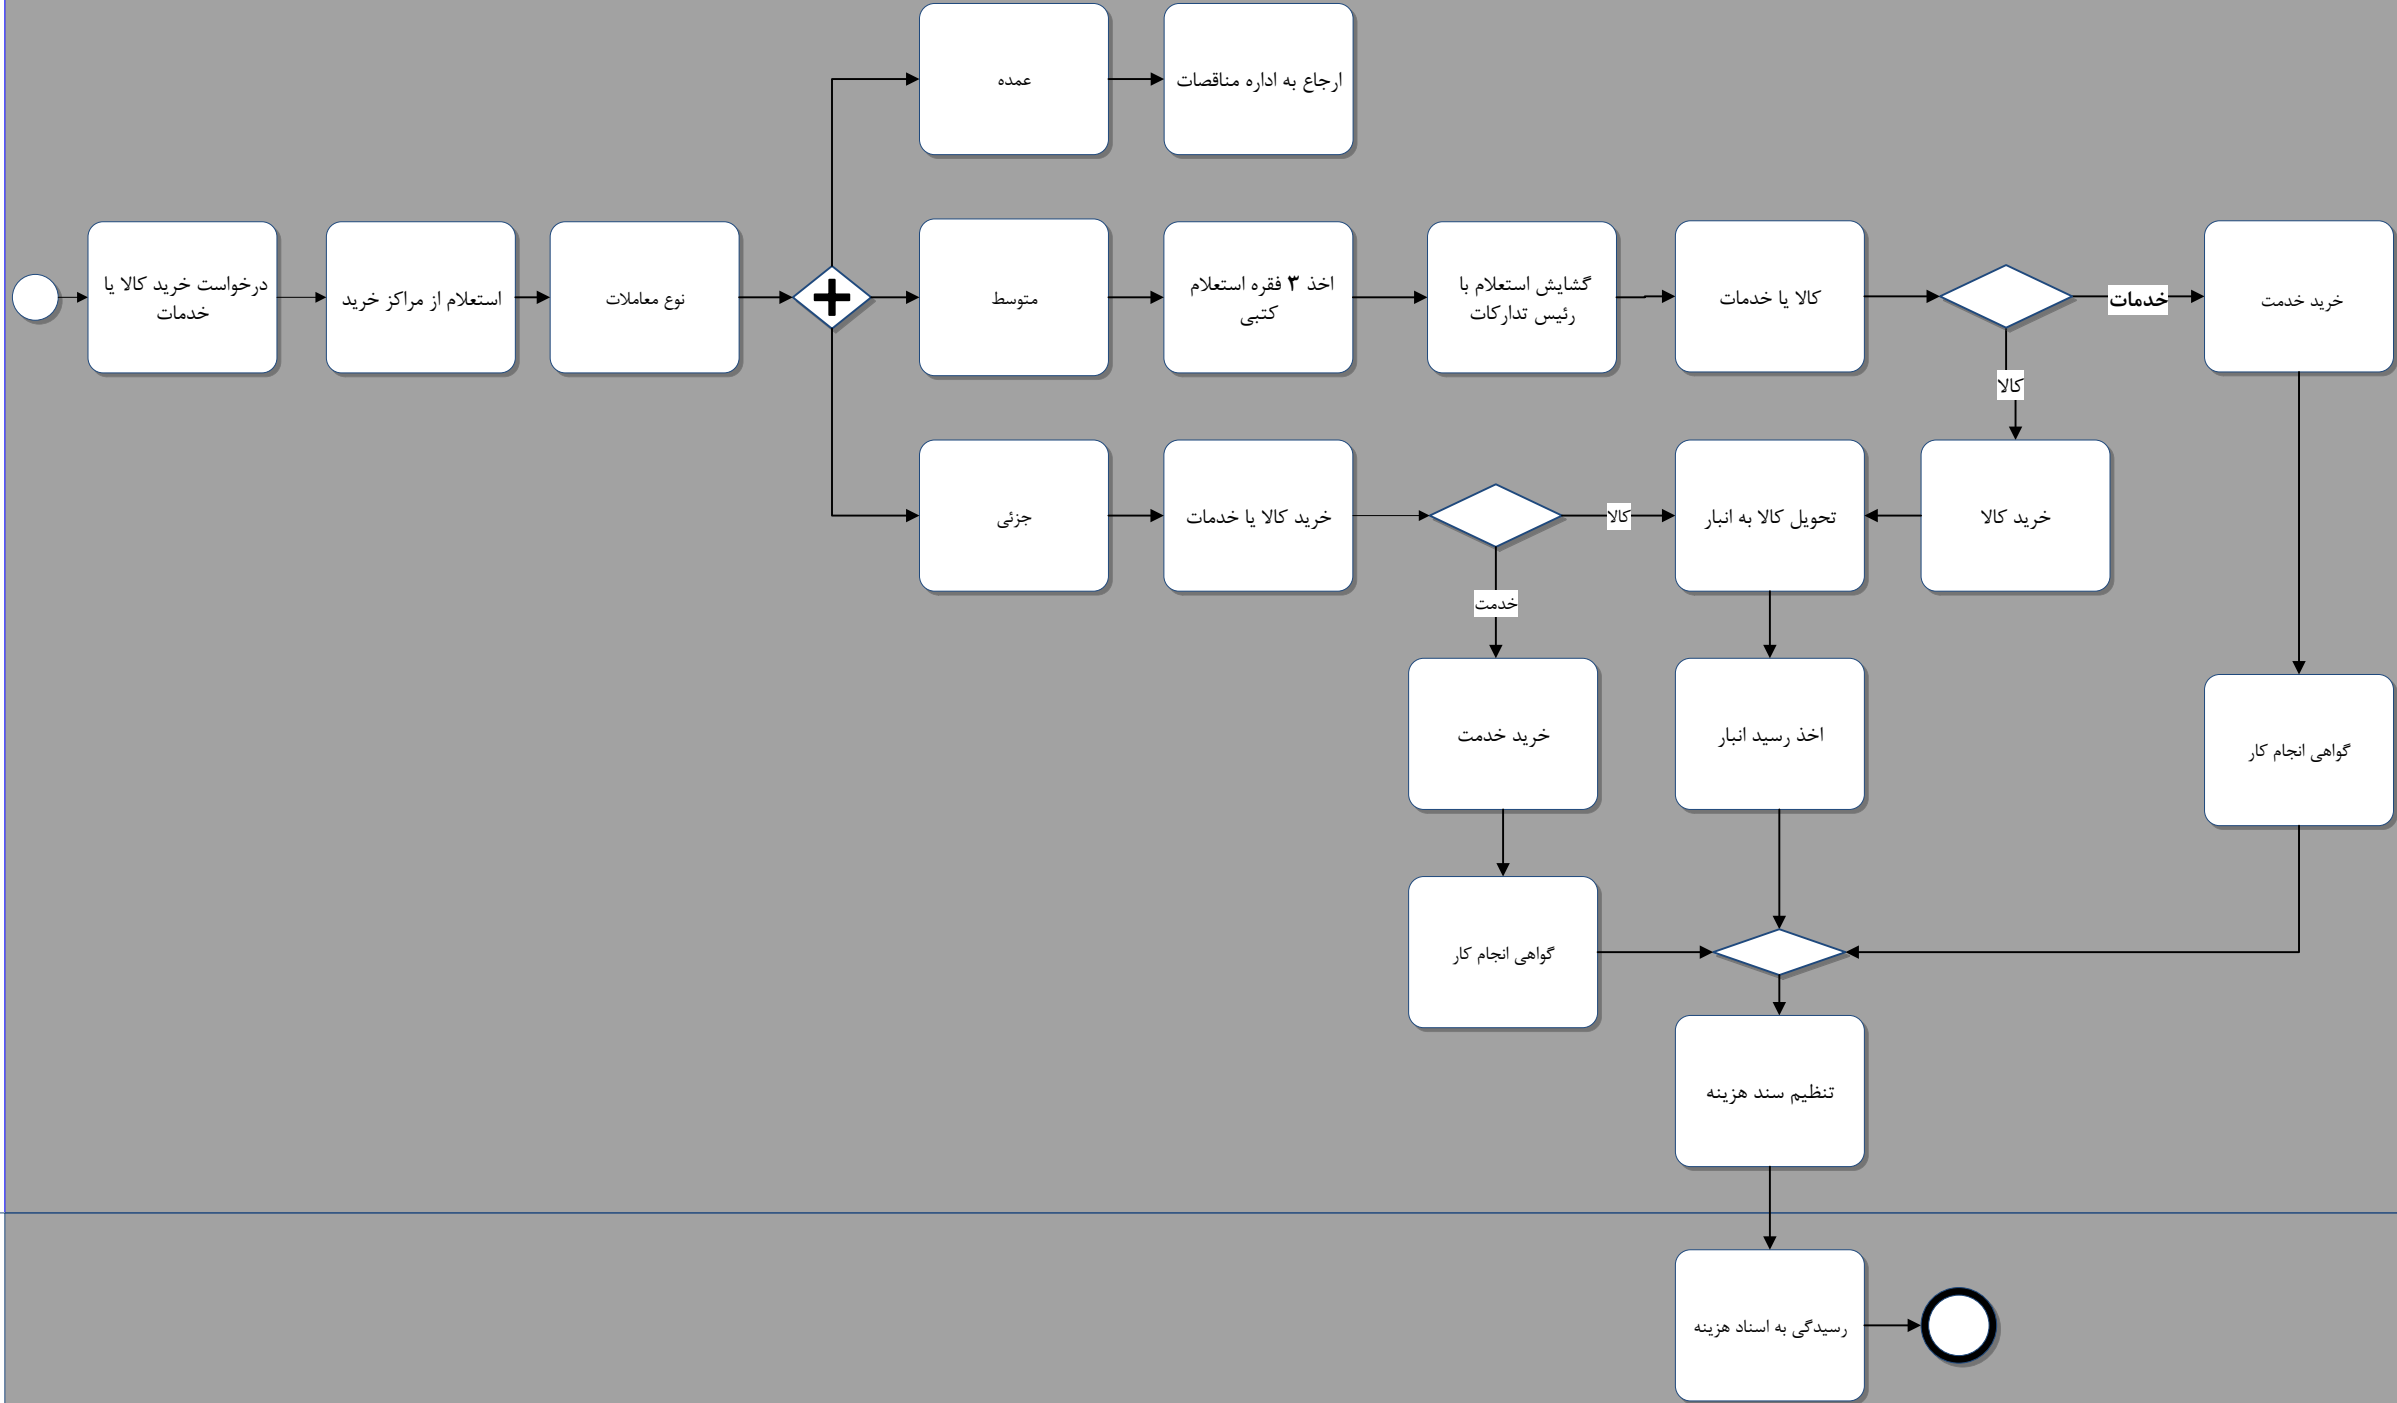 عمده
ارجاع به اداره مناقصات
درخواست خرید کالا یا
خدمات
استعلام از مراکز خرید
نوع معاملات
متوسط
اخذ ۳ فقره استعلام
کتبی
گشایش استعلام با
رئیس تدارکات
کالا یا خدمات
خدمات
خرید خدمت
کالا
جزئی
خرید کالا یا خدمات
کالا
تحویل کالا به انبار
خرید کالا
خدمت
خرید خدمت
اخذ رسید انبار
گواهی انجام کار
گواهی انجام کار
تنظیم سند هزینه
رسیدگی به اسناد هزینه